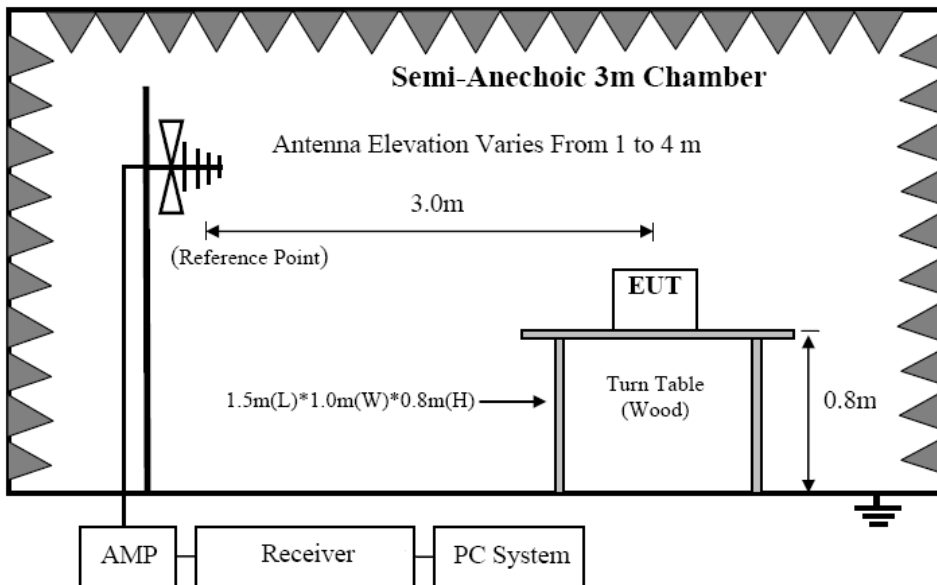 Semi-Anechoic 3m Chamber
Antenna Elevation Varies From 1 to 4 m
3.0m
(Reference Point)
EUT
1.5m(L)*1.0m(W)*0.8m(H)
Turn Table
(Wood)
0.8m
AMP
Receiver
PC System